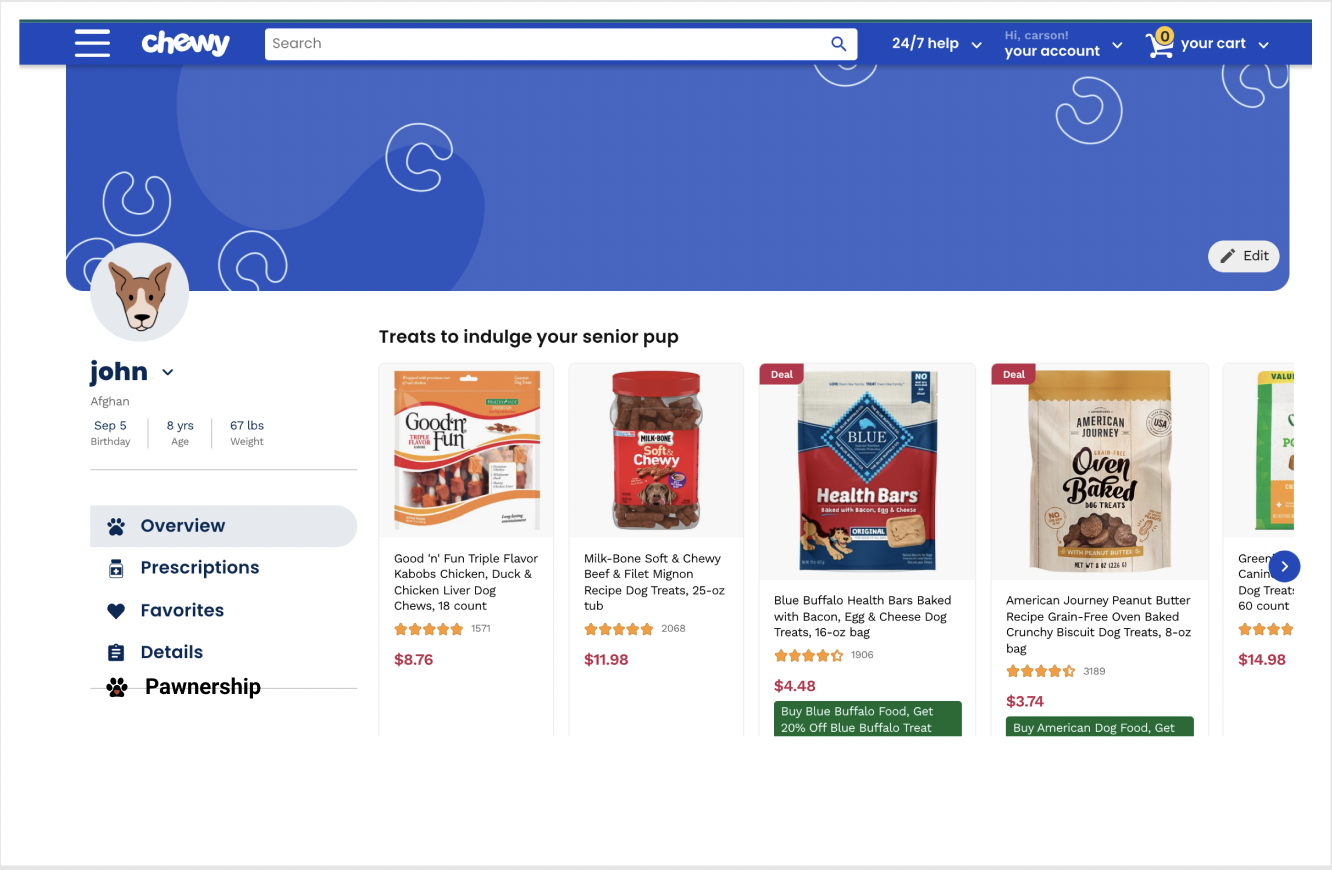 chewy
Search
24/7 help
Hi, carson!
your account
0
your cart
Edit
john
Afghan
Sep 5
Birthday
8 yrs
Age
67 lbs
Weight
Overview
Prescriptions
Favorites
Details
Pawnership
Treats to indulge your senior pup
Good'n' Fun
TRIPLE FLAVOR
Good 'n' Fun Triple Flavor
Kabobs Chicken, Duck &
Chicken Liver Dog
Chews, 18 count
1571
$8.76
MILK-BONE
Soft &
Chewy
Milk-Bone Soft & Chewy
Beef & Filet Mignon
Recipe Dog Treats, 25-oz
tub
2068
$11.98
Deal
NO
BLUE
Health Bars
Baked with Bacon, Egg & Cheese
ORIGINAL
Blue Buffalo Health Bars Baked
with Bacon, Egg & Cheese Dog
Treats, 16-oz bag
1906
$4.48
Buy Blue Buffalo Food, Get
20% Off Blue Buffalo Treat
Deal
AMERICAN
JOURNEY
USA
GRAIN-FREE
Oven
Baked
DOG TREATS
WITH PEANUT BUTTER
NET WT 8 OZ (226 G)
American Journey Peanut Butter
Recipe Grain-Free Oven Baked
Crunchy Biscuit Dog Treats, 8-oz
bag
3189
$3.74
Buy American Dog Food, Get
VALU
Green
Canin
Dog Treats
60 count
$14.98